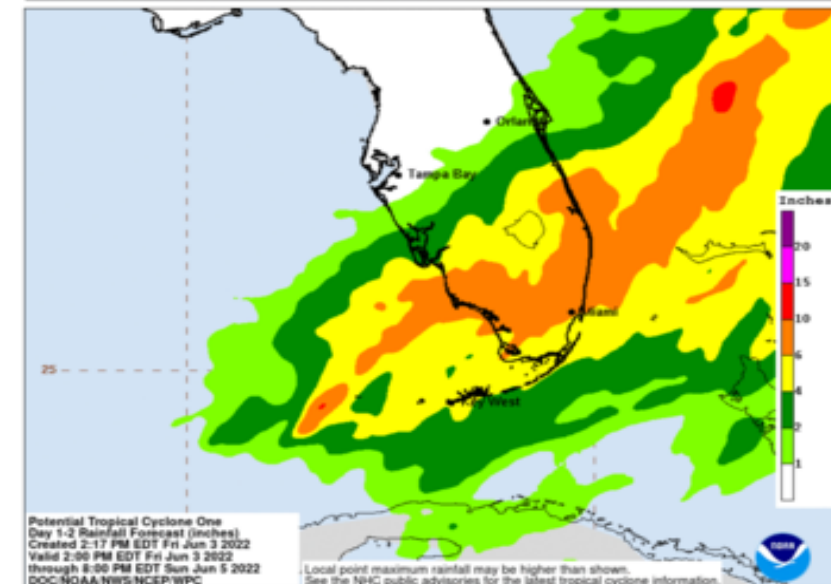 Orlando
Tampa Bay
Inches
20
15
10
6
4
2
1
Miami
25
Key West
Potential Tropical Cyclone One
Day 1-2 Rainfall Forecast (inches)
Created 2:17 PM EDT Fri Jun 3 2022
Valid 2:00 PM EDT Fri Jun 3 2022
through 8:00 PM EDT Sun Jun 5 2022
DOC/NOAA/NWS/NCEP/WPC
Local point maximum rainfall may be higher than shown.
See the NHC public advisories for the latest tropical cyclone information.
noaa